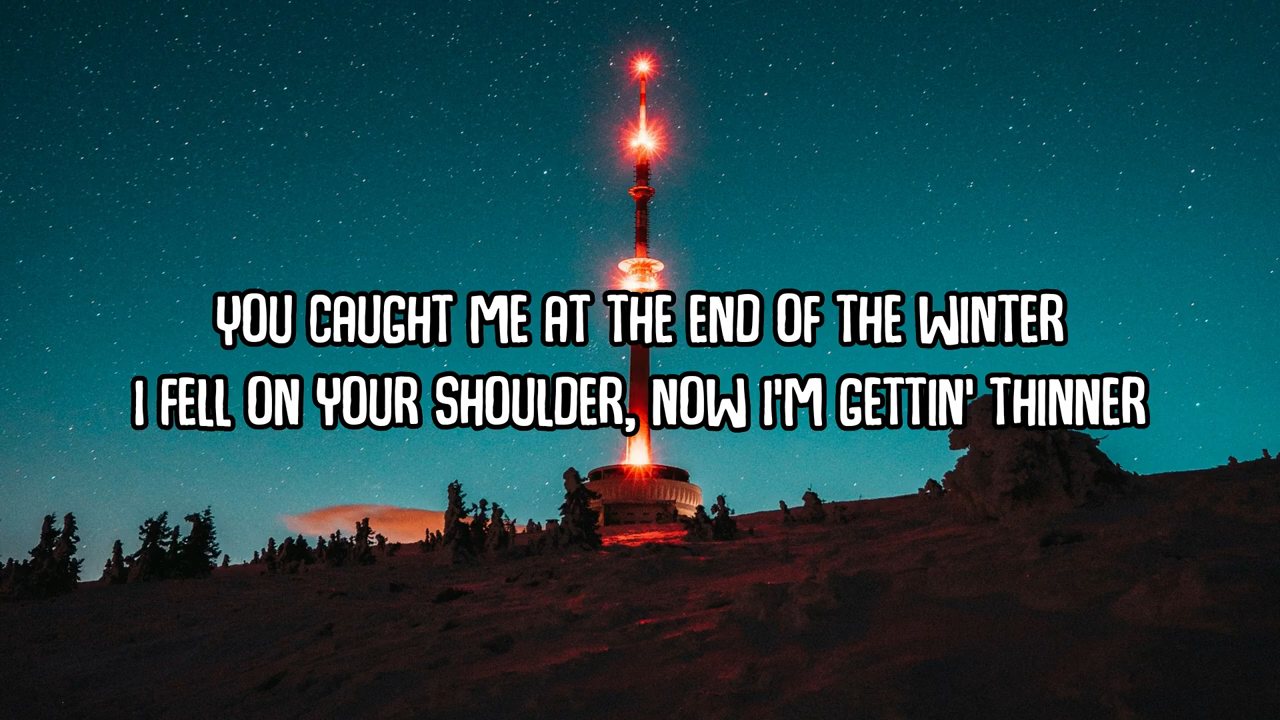 YOU CAUGHT ME AT THE END OF THE WINTER
I FELL ON YOUR SHOULDER, NOW I'M GETTIN' THINNER